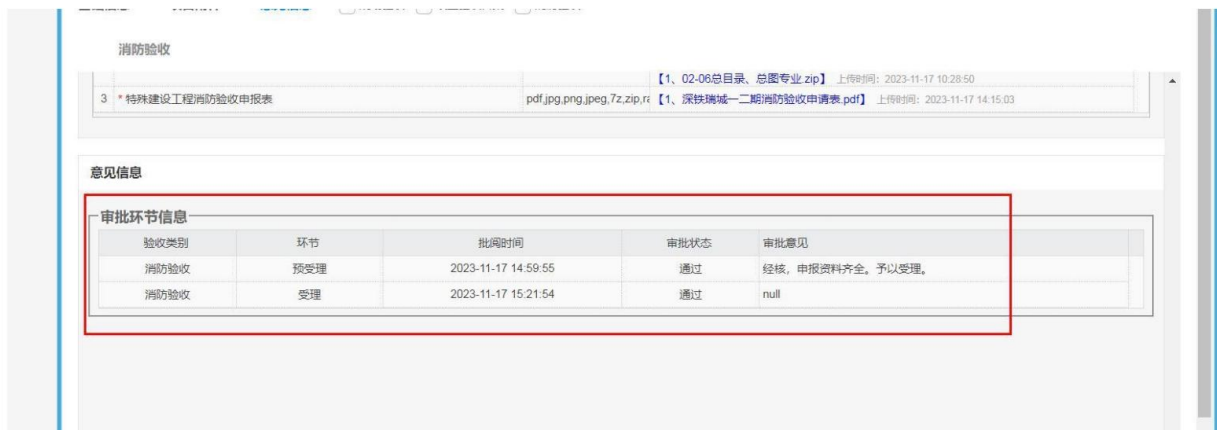 消防验收
【1、02-06总目录、总图专业.zip】 上传时间：2023-11-17 10:28:50
3 *特殊建设工程消防验收申报表 pdf,jpg,png,jpeg,7z,zip,ra 【1、深铁瑞城一二期消防验收申请表.pdf】 上传时间：2023-11-17 14:15:03
意见信息
审批环节信息
验收类别 环节 批阅时间 审批状态 审批意见
消防验收 预受理 2023-11-17 14:59:55 通过 经核，申报资料齐全。予以受理。
消防验收 受理 2023-11-17 15:21:54 通过 null